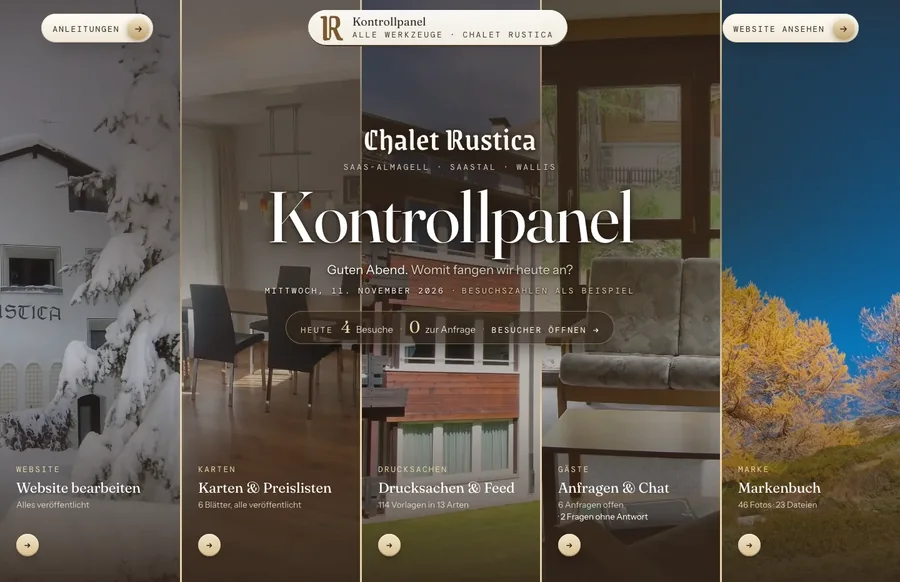 ANLEITUNGEN →
1R
Kontrollpanel
ALLE WERKZEUGE · CHALET RUSTICA
WEBSITE ANSEHEN →
Chalet Rustica
SAAS-ALMAGELL · SAASTAL · WALLIS
Kontrollpanel
Guten Abend. Womit fangen wir heute an?
MITTWOCH, 11. NOVEMBER 2026 · BESUCHSZAHLEN ALS BEISPIEL
HEUTE 4 Besuche · 0 zur Anfrage · BESUCHER ÖFFNEN →
STICA
WEBSITE
Website bearbeiten
Alles veröffentlicht
→
KARTEN
Karten & Preislisten
6 Blätter, alle veröffentlicht
→
DRUCKSACHEN
Drucksachen & Feed
114 Vorlagen in 13 Arten
→
GÄSTE
Anfragen & Chat
6 Anfragen offen
· 2 Fragen ohne Antwort
→
MARKE
Markenbuch
46 Fotos · 23 Dateien
→